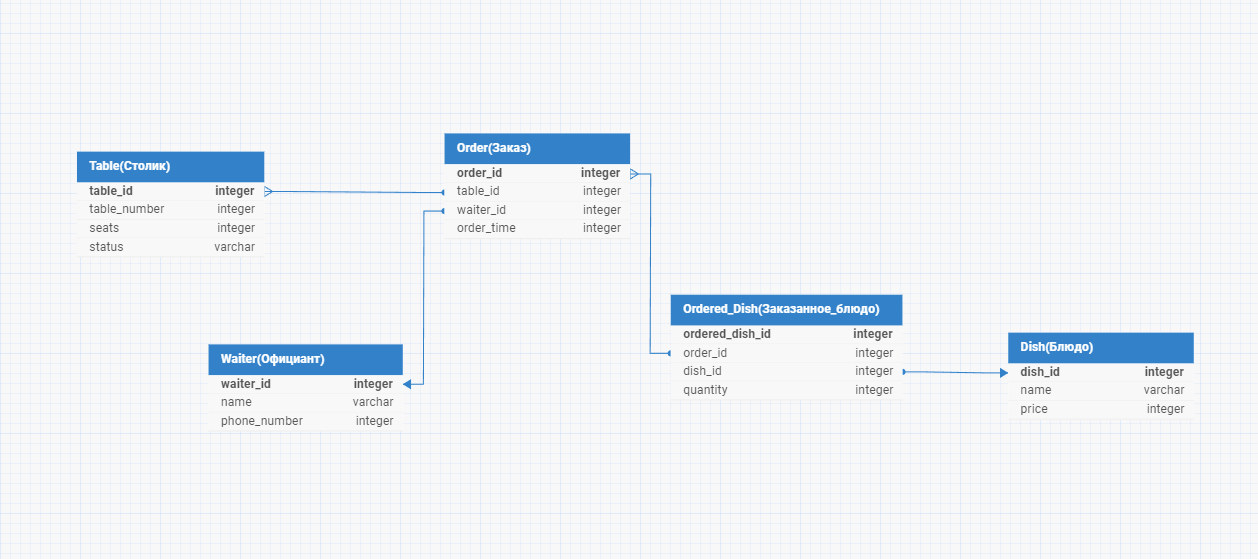 Table(Столик)
table_id integer
table_number integer
seats integer
status varchar
Order(Заказ)
order_id integer
table_id integer
waiter_id integer
order_time integer
Waiter(Официант)
waiter_id integer
name varchar
phone_number integer
Ordered_Dish(Заказанное_блюдо)
ordered_dish_id integer
order_id integer
dish_id integer
quantity integer
Dish(Блюдо)
dish_id integer
name varchar
price integer